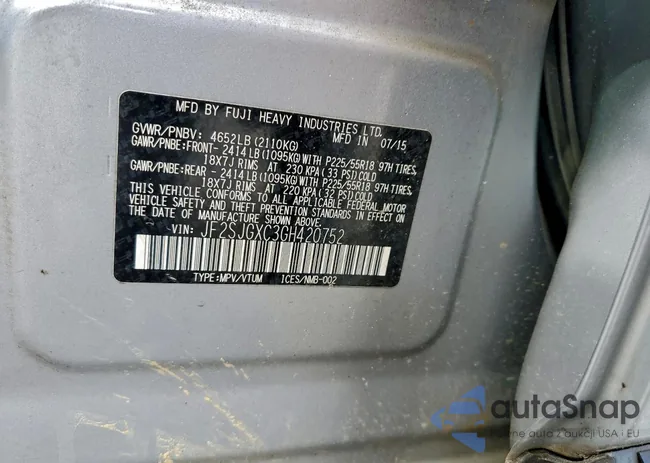 MFD BY FUJI HEAVY INDUSTRIES LTD.
GVWR/PNBV: 4652LB (2110KG) MFD IN 07/15
GAWR/PNBE:FRONT- 2414LB(1095KG)WITH P225/55R18 97H TIRES,
18X7J RIMS AT 230 KPA(33 PSI)COLD
GAWR/PNBE:REAR - 2414LB(1095KG)WITH P225/55R18 97H TIRES,
18X7J RIMS AT 220 KPA(32 PSI)COLD
THIS VEHICLE CONFORMS TO ALL APPLICABLE FEDERAL MOTOR
VEHICLE SAFETY AND THEFT PREVENTION STANDARDS IN EFFECT ON
THE DATE OF MANUFACTURE SHOWN ABOVE.
VIN: JF2SJGXC3GH420752
TYPE:MPV/VTUM ICES/NMB-002
autaSnap
auta z aukcji USA - EU